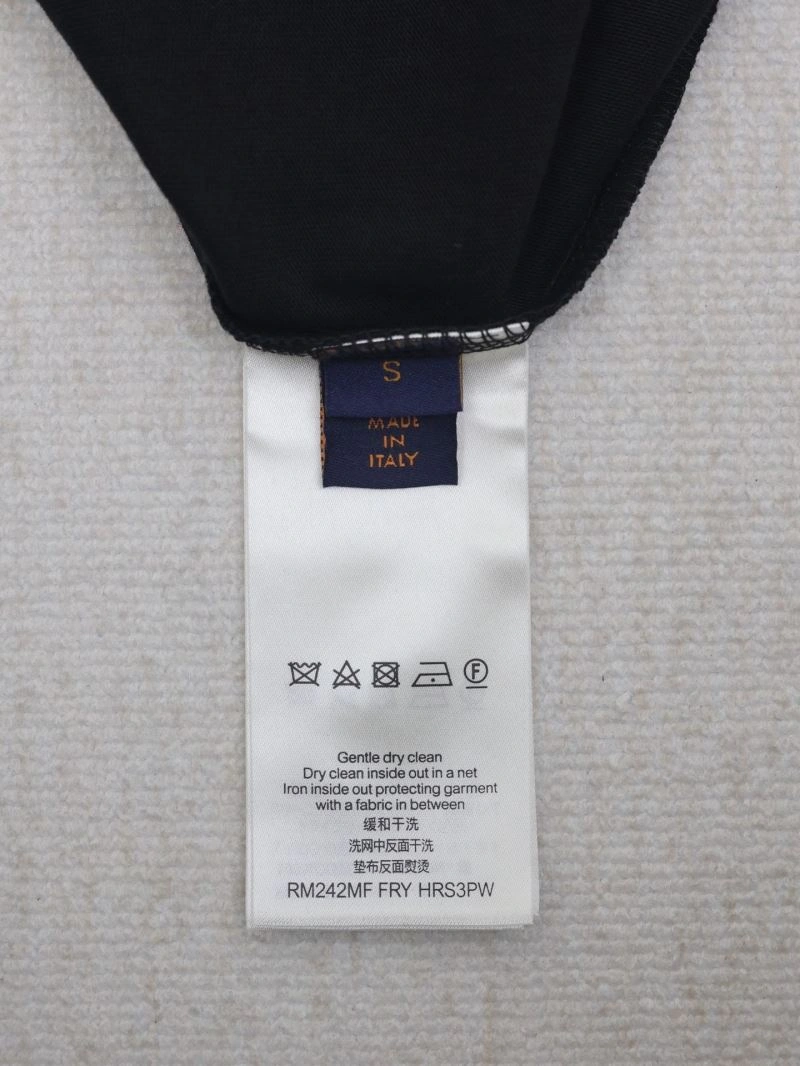 S
MADE
IN
ITALY
F
Gentle dry clean
Dry clean inside out in a net
Iron inside out protecting garment
with a fabric in between
缓和干洗
洗网中反面干洗
垫布反面熨烫
RM242MF FRY HRS3PW